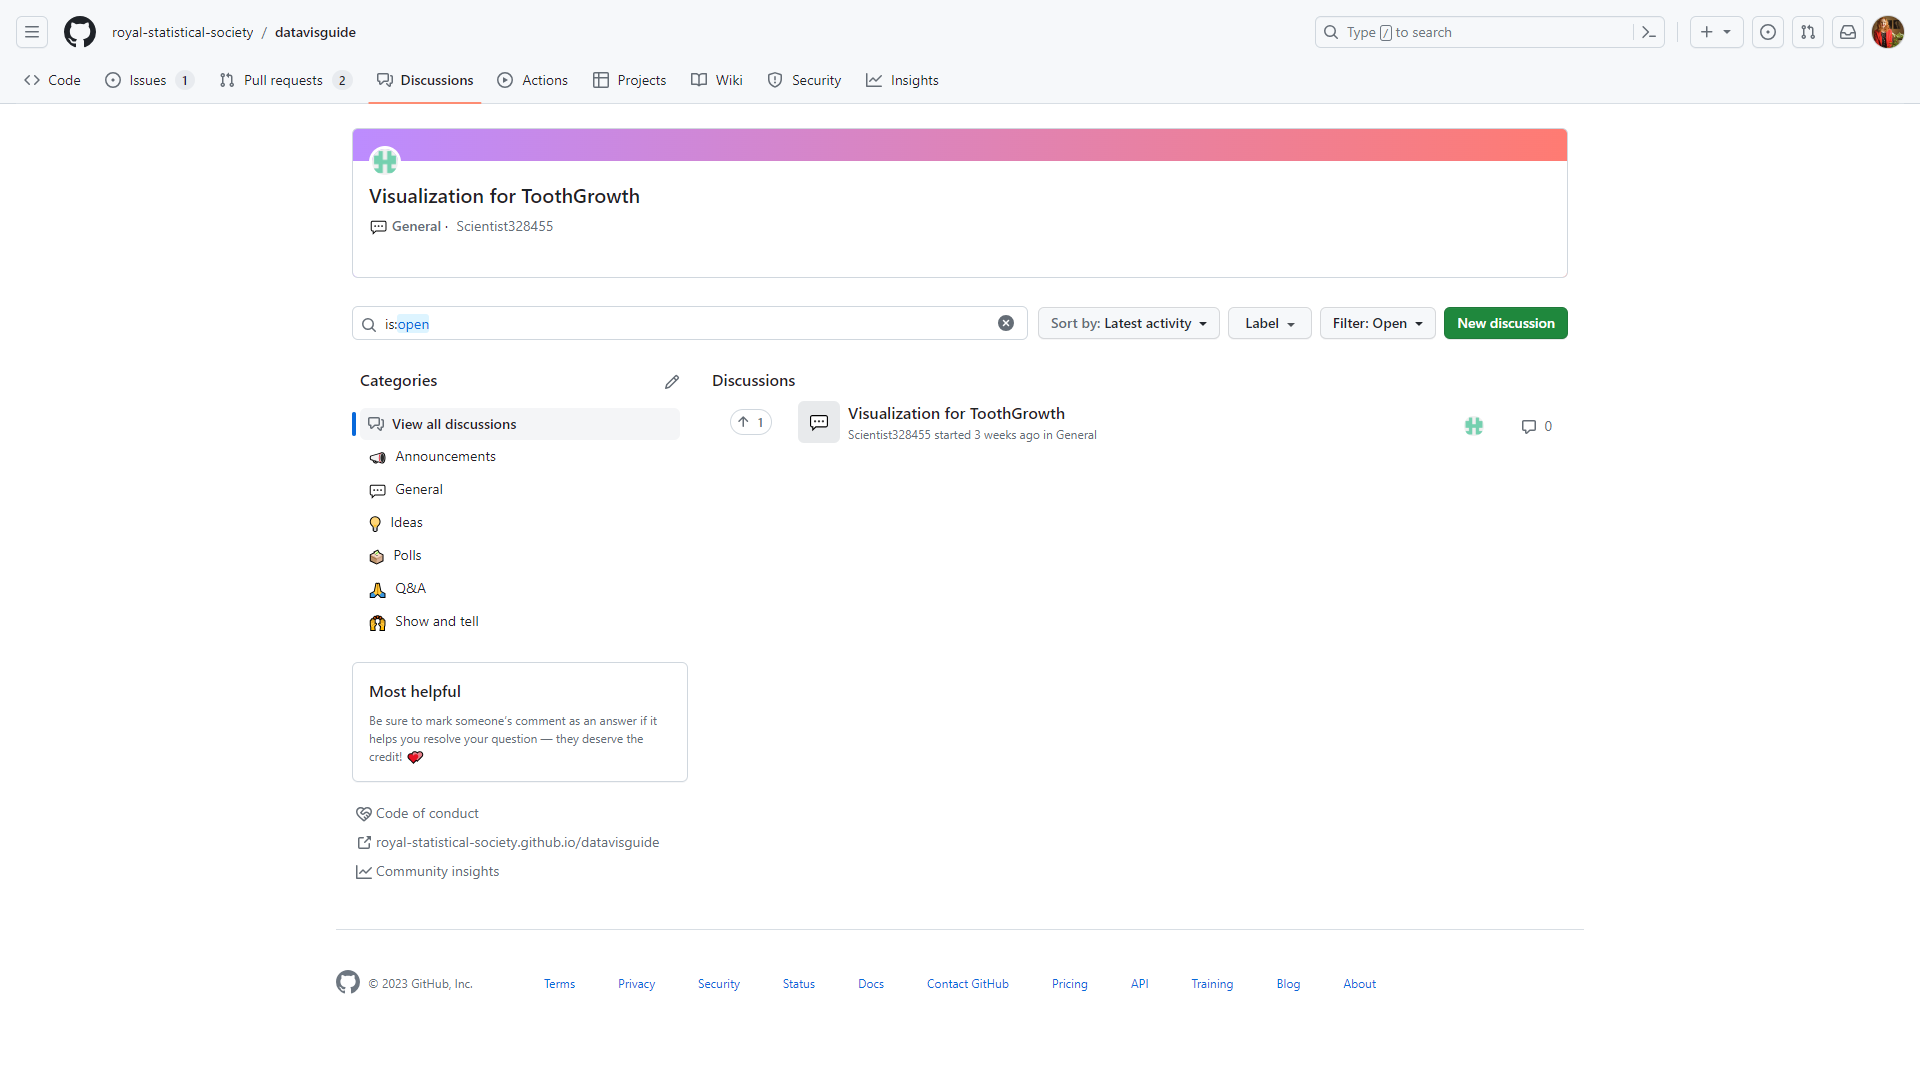 royal-statistical-society / datavisguide
Type / to search
Code
Issues 1
Pull requests 2
Discussions
Actions
Projects
Wiki
Security
Insights
Visualization for ToothGrowth
General · Scientist328455
is:open
Sort by: Latest activity
Label
Filter: Open
New discussion
Categories
View all discussions
Announcements
General
Ideas
Polls
Q&A
Show and tell
Discussions
1
Visualization for ToothGrowth
Scientist328455 started 3 weeks ago in General
0
Most helpful
Be sure to mark someone’s comment as an answer if it
helps you resolve your question — they deserve the
credit!
Code of conduct
royal-statistical-society.github.io/datavisguide
Community insights
© 2023 GitHub, Inc.
Terms
Privacy
Security
Status
Docs
Contact GitHub
Pricing
API
Training
Blog
About